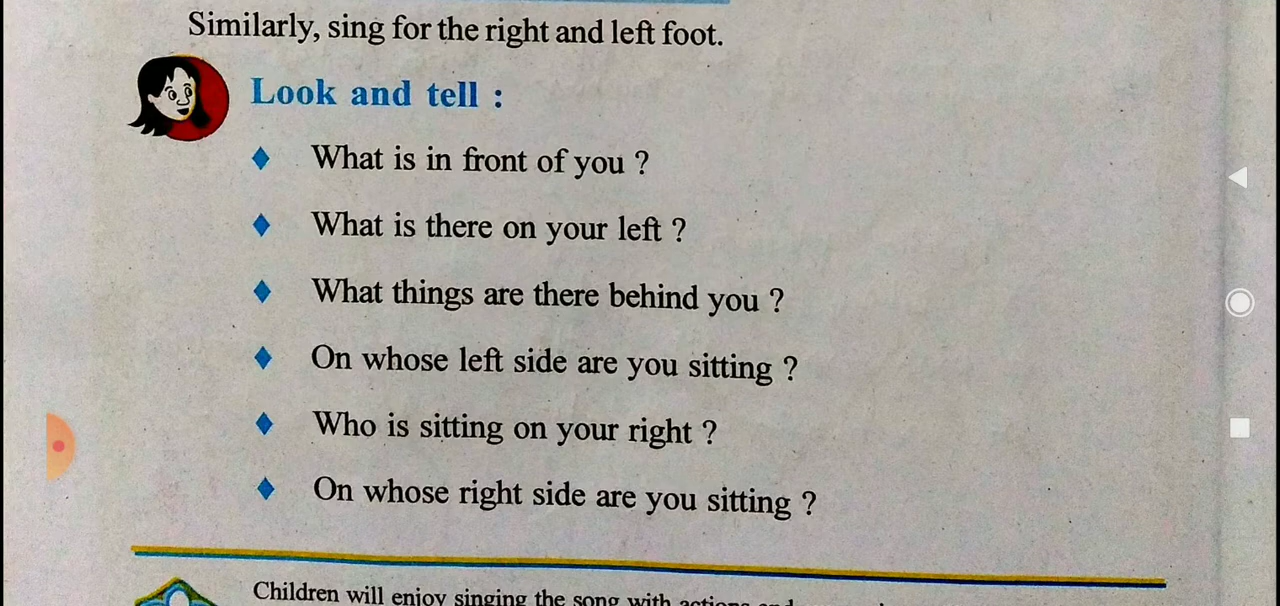 Similarly, sing for the right and left foot.
Look and tell :
What is in front of you ?
What is there on your left ?
What things are there behind you ?
On whose left side are you sitting ?
Who is sitting on your right ?
On whose right side are you sitting ?
Children will enjoy singing the song with actions and